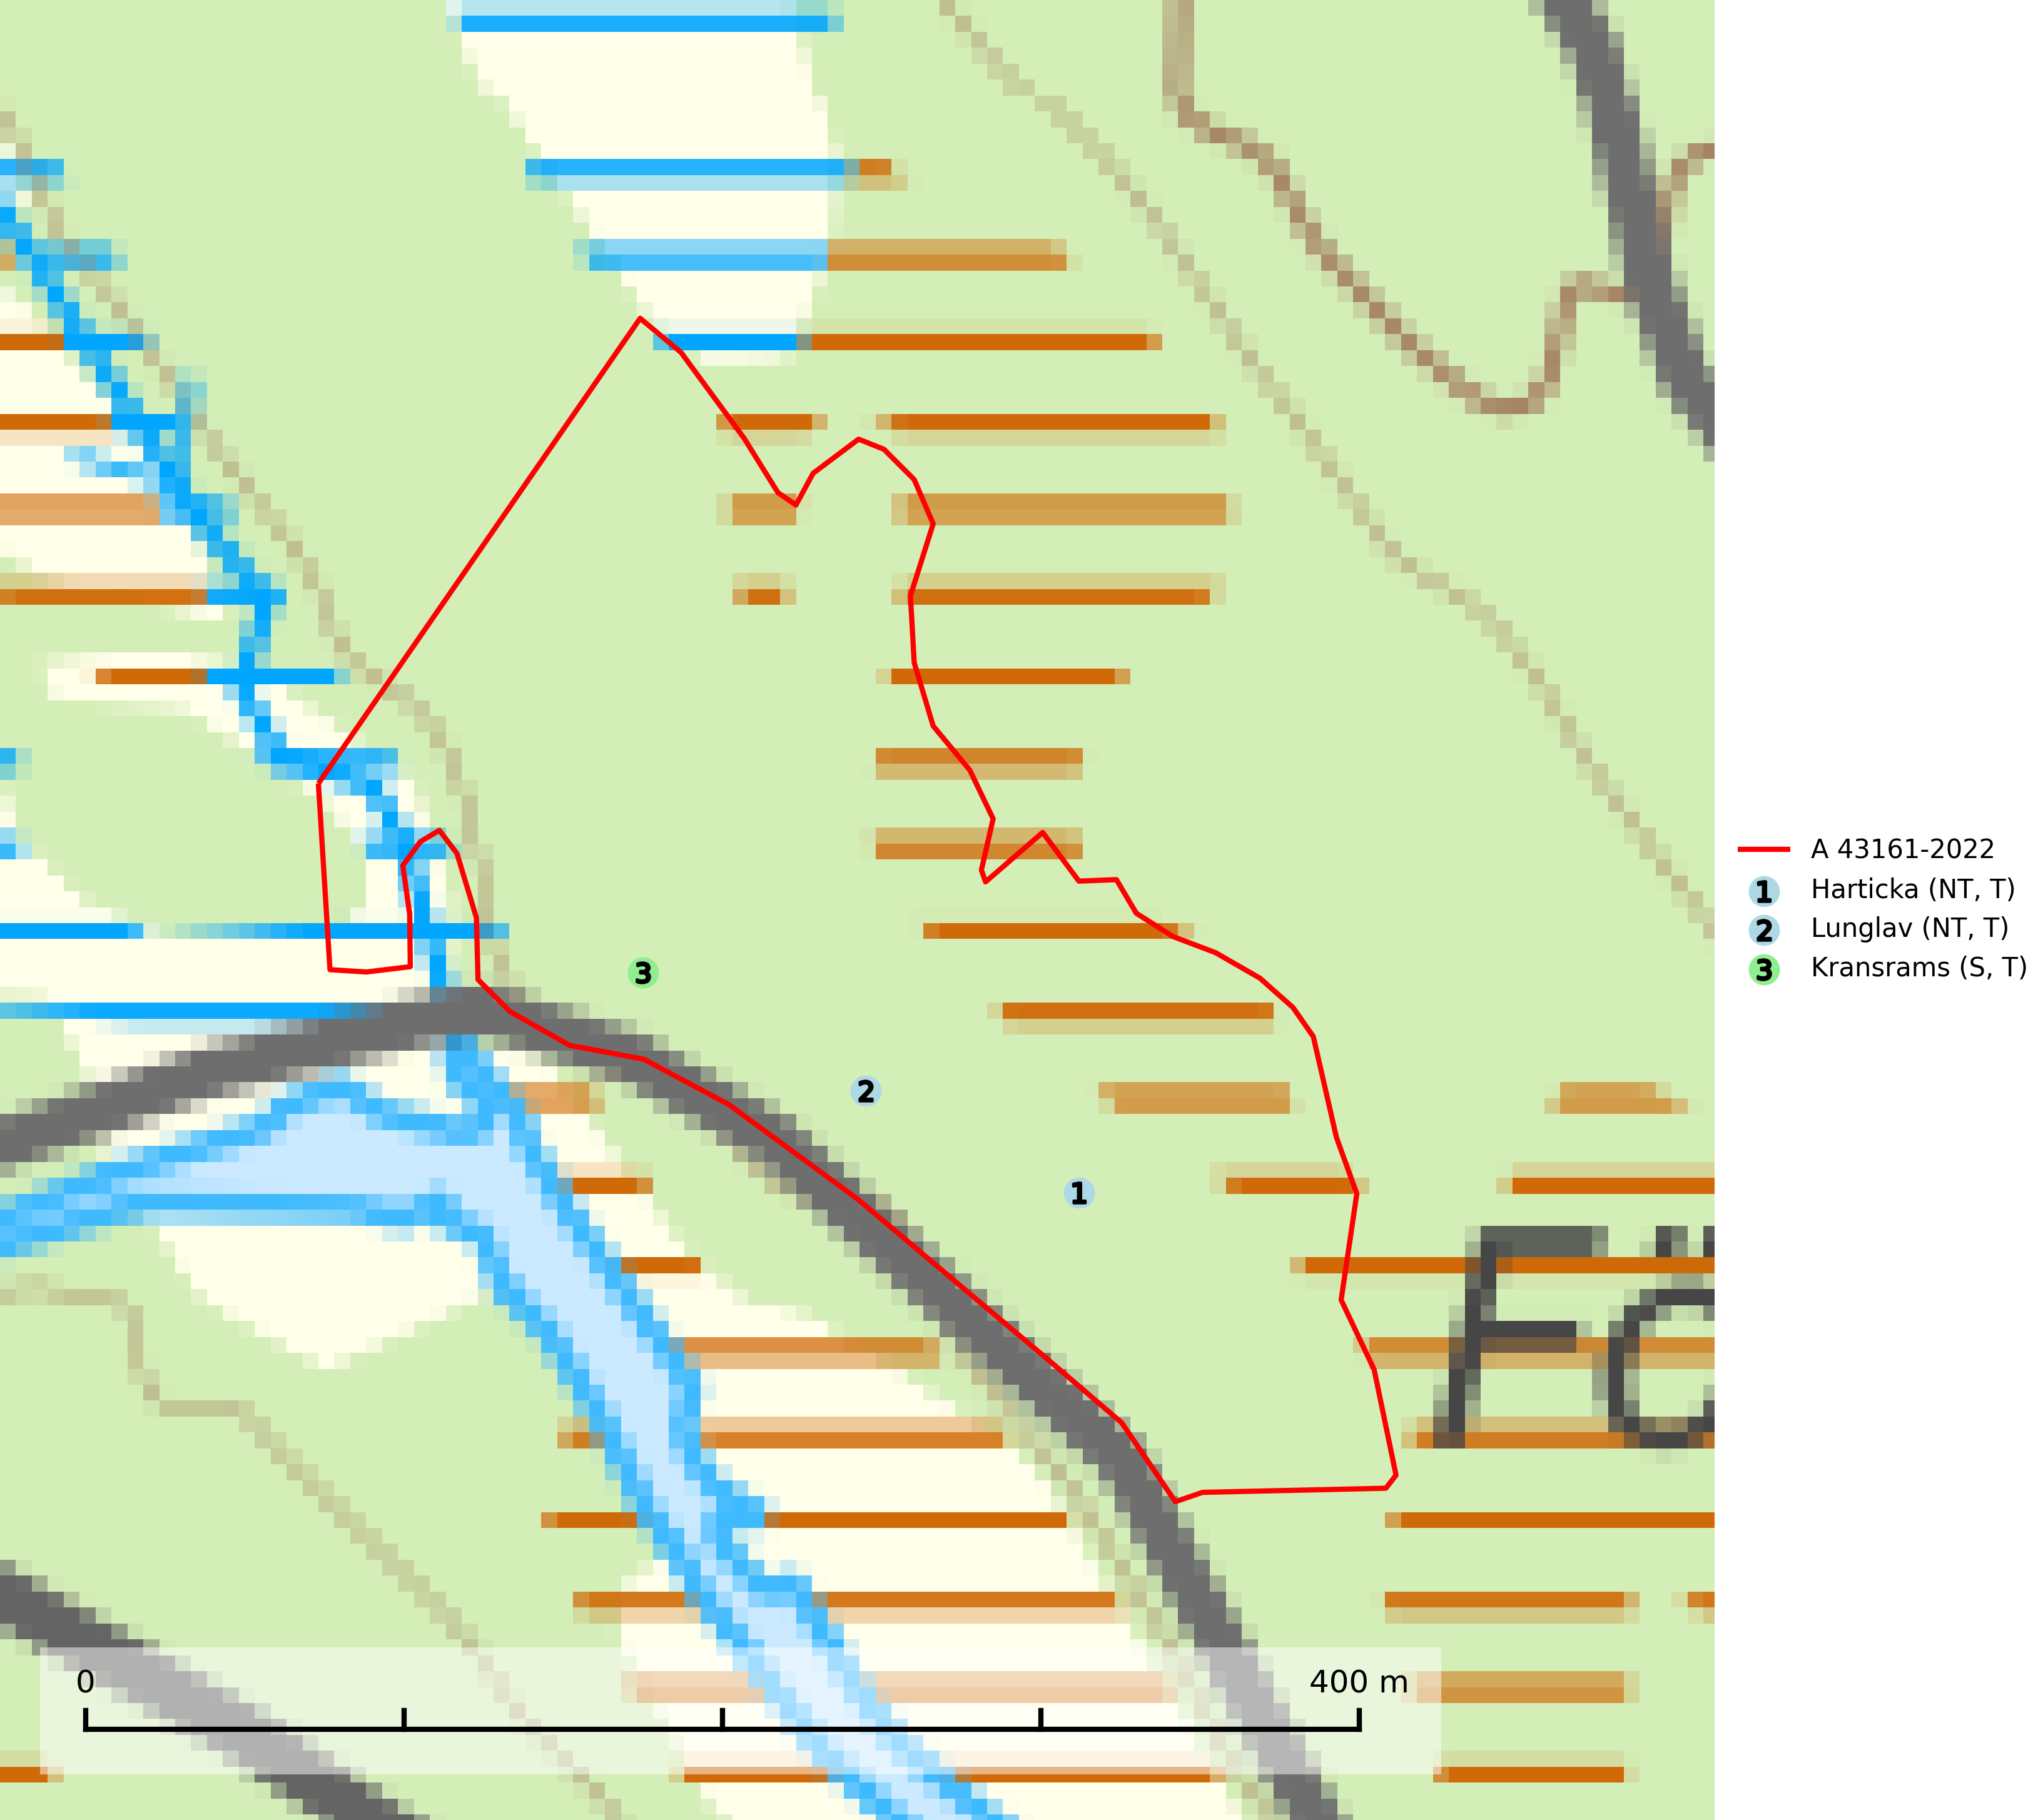 A 43161-2022
1 Harticka (NT, T)
2 Lunglav (NT, T)
3 Kransrams (S, T)
3
2
1
0 400 m